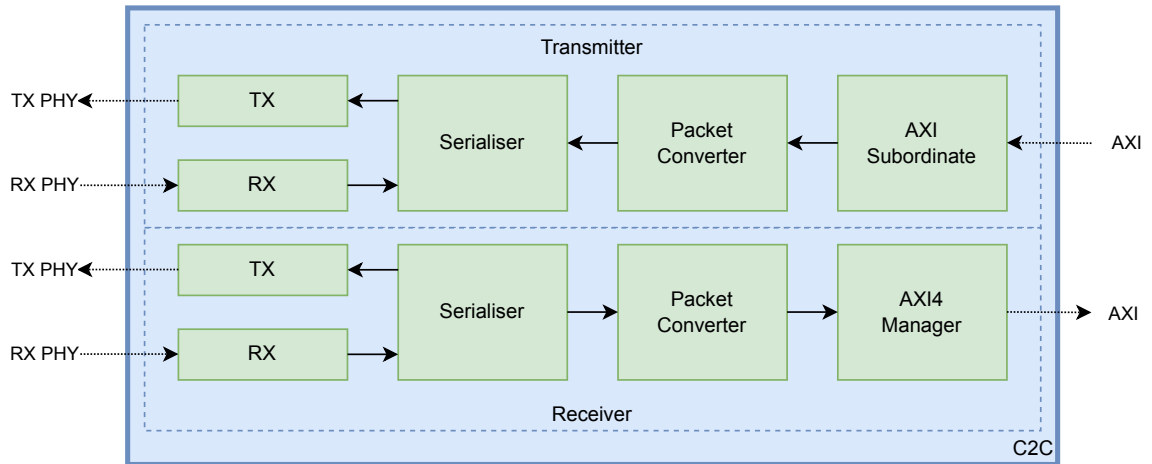 Transmitter
TX PHY
TX
Serialiser
Packet
Converter
AXI
Subordinate
AXI
RX PHY
RX
TX PHY
TX
Serialiser
Packet
Converter
AXI4
Manager
AXI
RX PHY
RX
Receiver
C2C